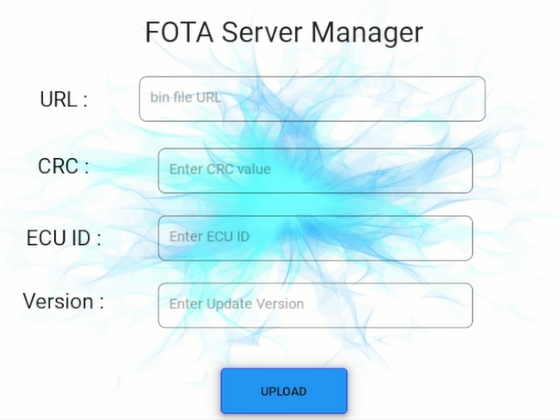 FOTA Server Manager
URL : bin file URL
CRC : Enter CRC value
ECU ID : Enter ECU ID
Version : Enter Update Version
UPLOAD